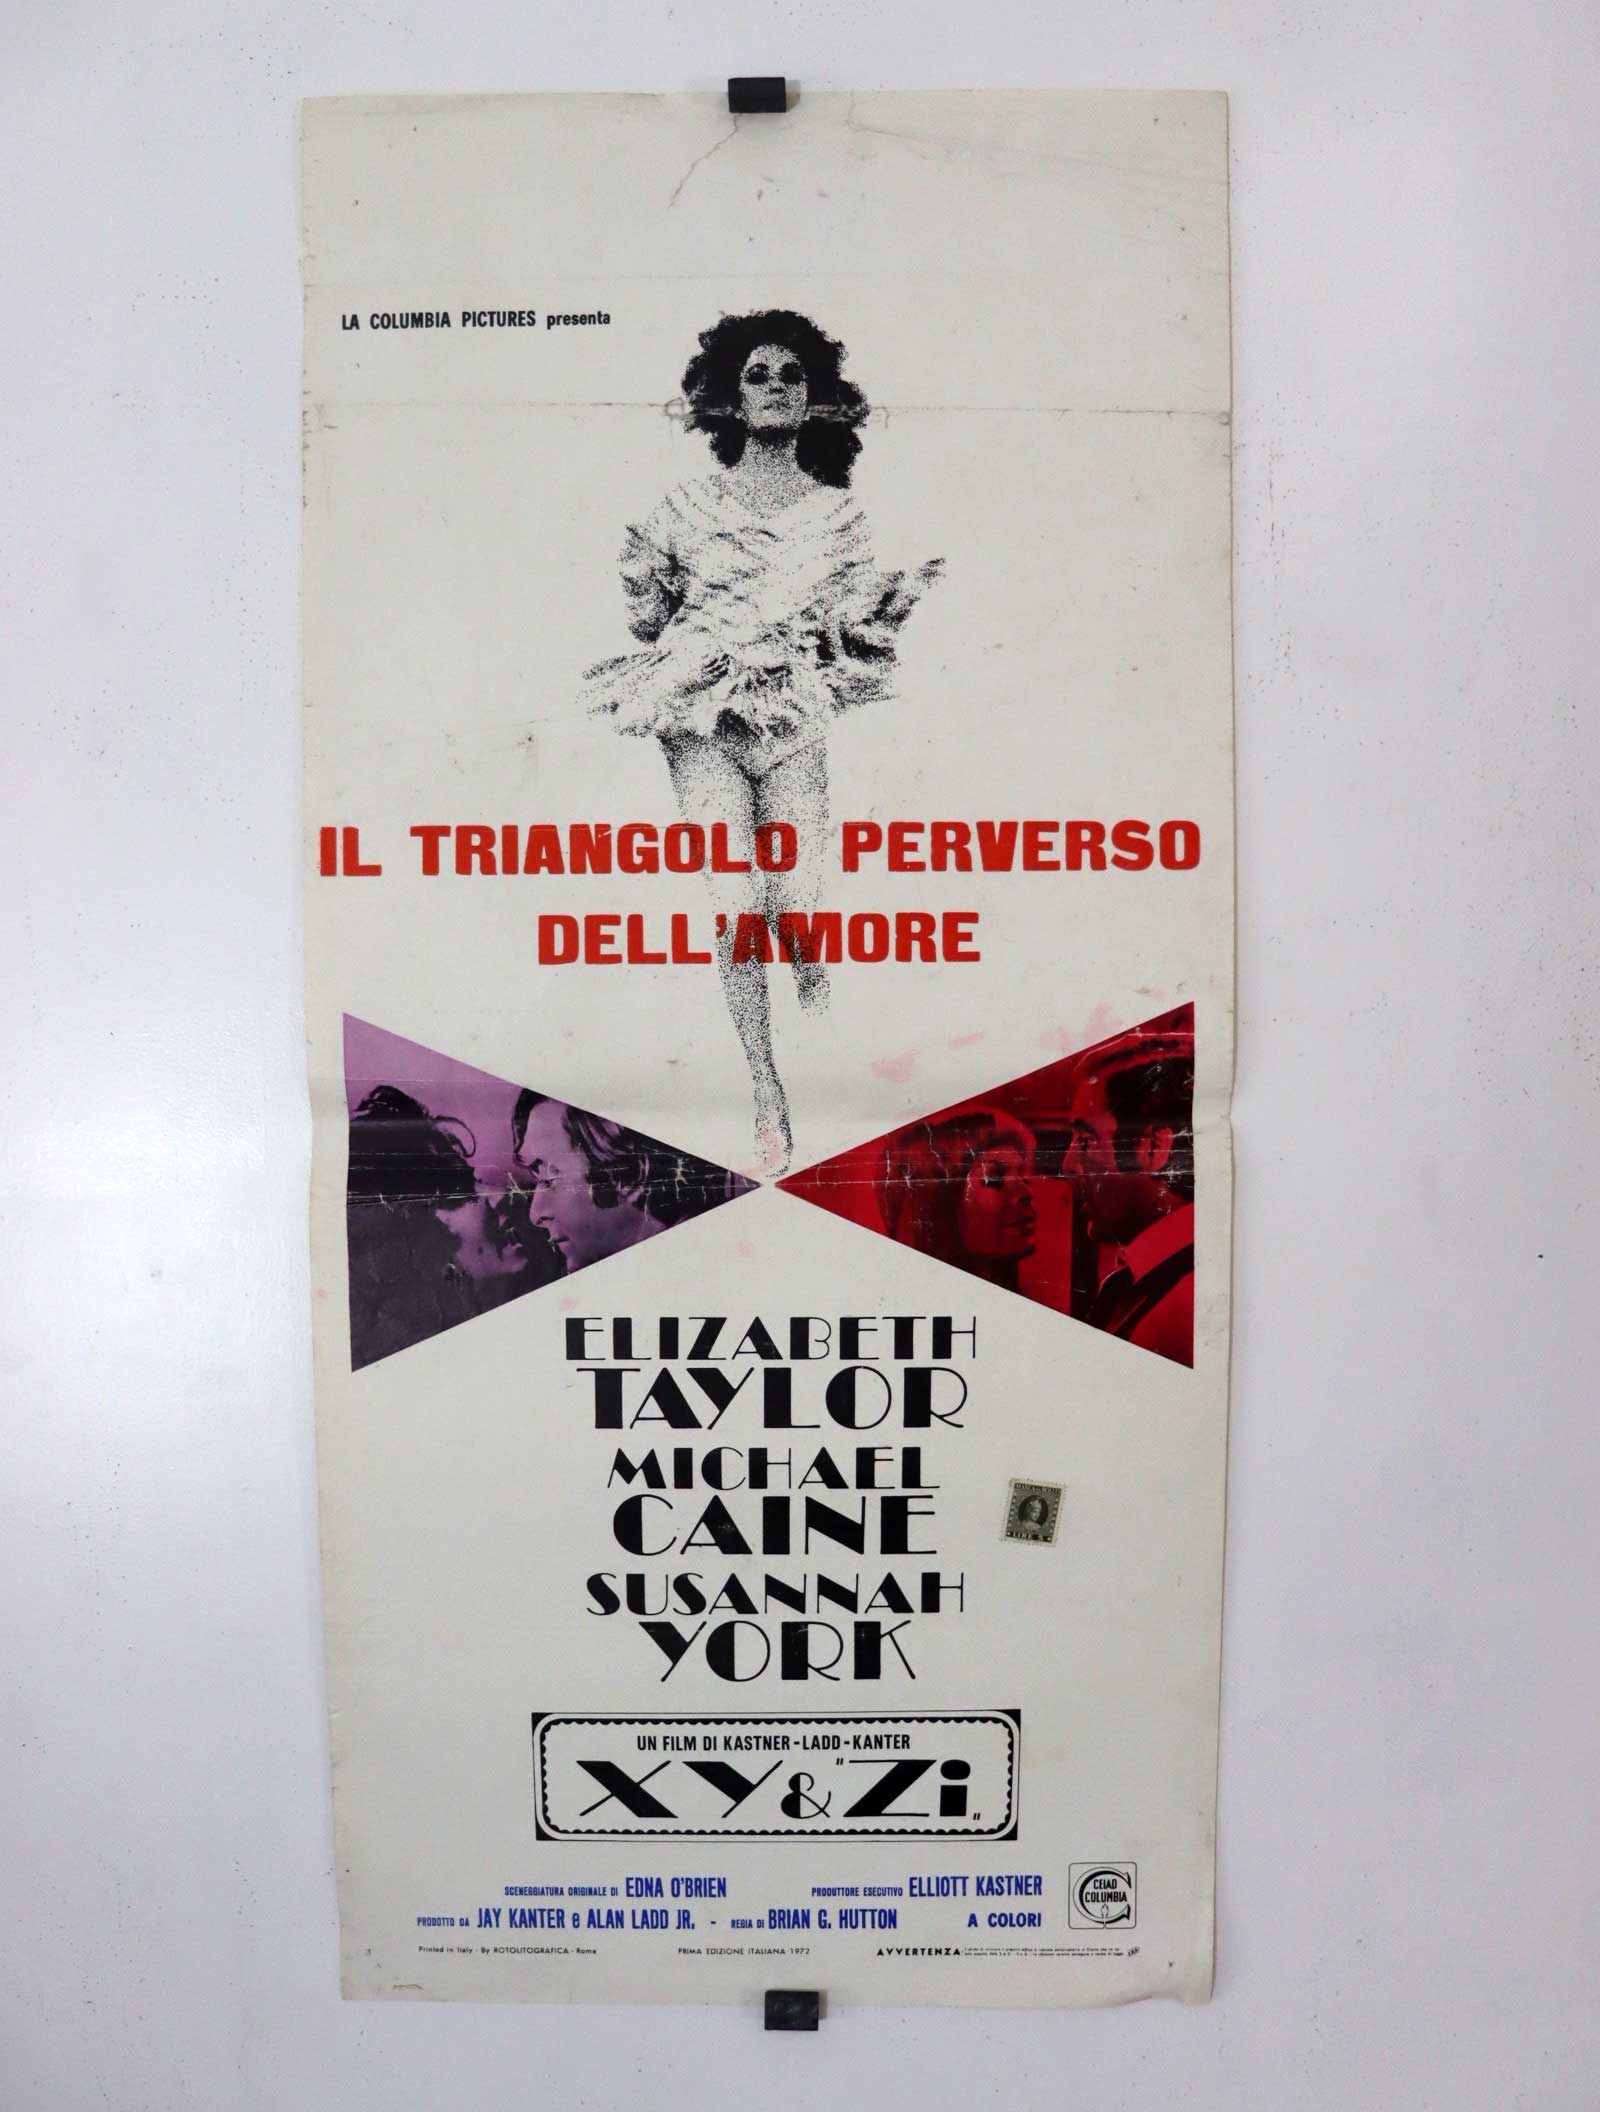 LA COLUMBIA PICTURES presenta
IL TRIANGOLO PERVERSO
DELL'AMORE
ELIZABETH
TAYLOR
MICHAEL
CAINE
SUSANNAH
YORK
LIRE 5
UN FILM DI KASTNER-LADD-KANTER
XY & "Zi"
SCENEGGIATURA ORIGINALE DI EDNA O'BRIEN PRODUTTORE ESECUTIVO ELLIOTT KASTNER
PRODOTTO DA JAY KANTER e ALAN LADD JR. - REGIA DI BRIAN G. HUTTON A COLORI
CEIAD
COLUMBIA
Printed in Italy - By ROTOLITOGRAFICA - Roma PRIMA EDIZIONE ITALIANA 1972 AVVERTENZA